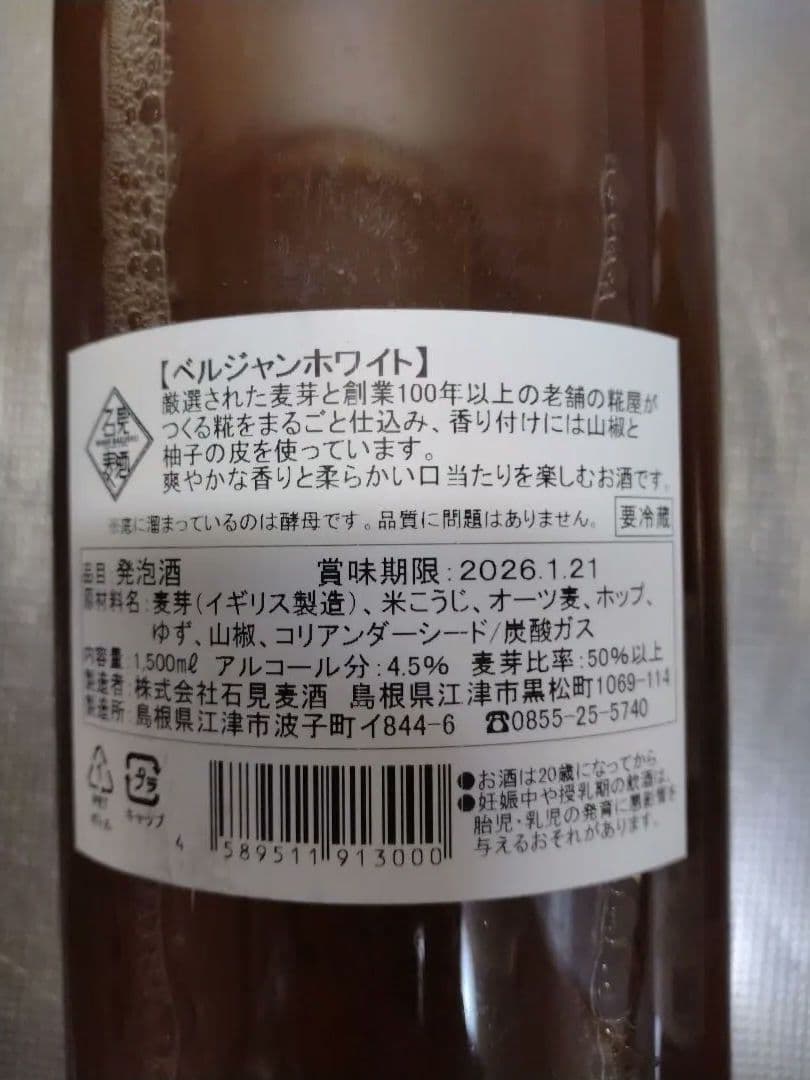 【ベルジャンホワイト】
厳選された麦芽と創業100年以上の老舗の糀屋が
つくる糀をまるごと仕込み、香り付けには山椒と
柚子の皮を使っています。
爽やかな香りと柔らかい口当たりを楽しむお酒です。
石見
麦酒
※底に溜まっているのは酵母です。品質に問題はありません。
要冷蔵
品目:発泡酒 賞味期限:2026.1.21
原材料名:麦芽(イギリス製造)、米こうじ、オーツ麦、ホップ、
ゆず、山椒、コリアンダーシード/炭酸ガス
内容量:1,500mℓ アルコール分:4.5% 麦芽比率:50%以上
製造者:株式会社石見麦酒 島根県江津市黒松町1069-114
製造所:島根県江津市波子町イ844-6 ☎0855-25-5740
1
PET
ボトル
プラ
キャップ
4 589511 913000
●お酒は20歳になってから
●妊娠中や授乳期の飲酒は、
胎児・乳児の発育に悪影響を
与えるおそれがあります。